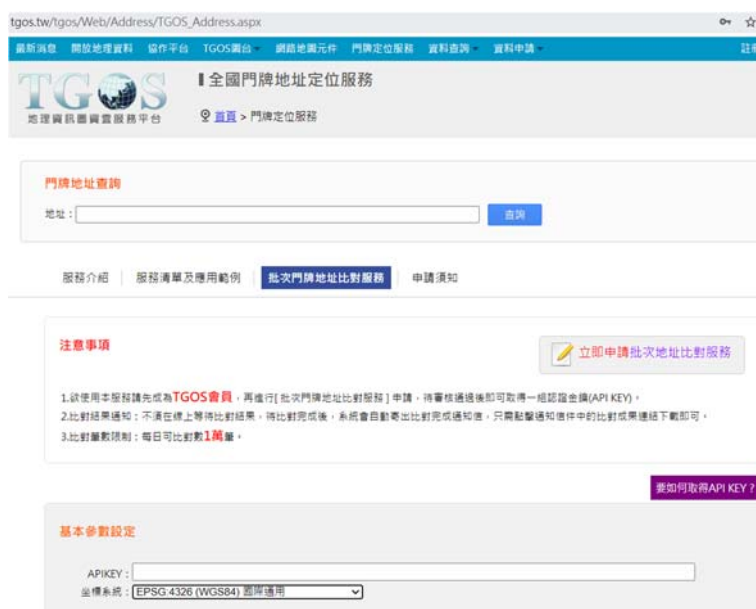 tgos.tw/tgos/Web/Address/TGOS_Address.aspx
最新消息 開放地理資料 協作平台 TGOS圖台 網路地圖元件 門牌定位服務 資料查詢 資料申請 註
TGOS
地理資訊圖資雲服務平台
全國門牌地址定位服務
首頁 > 門牌定位服務
門牌地址查詢
地址：
查詢
服務介紹 服務清單及應用範例 批次門牌地址比對服務 申請須知
注意事項
立即申請批次地址比對服務
1.欲使用本服務請先成為TGOS會員，再進行[批次門牌地址比對服務]申請，待審核通過後即可取得一組認證金鑰(API KEY)。
2.比對結果通知：不須在線上等待比對結果，待比對完成後，系統會自動寄出比對完成通知信，只需點擊通知信件中的比對成果連結下載即可。
3.比對筆數限制：每日可比對數1萬筆。
要如何取得API KEY？
基本參數設定
APIKEY：
坐標系統：EPSG:4326 (WGS84) 國際通用